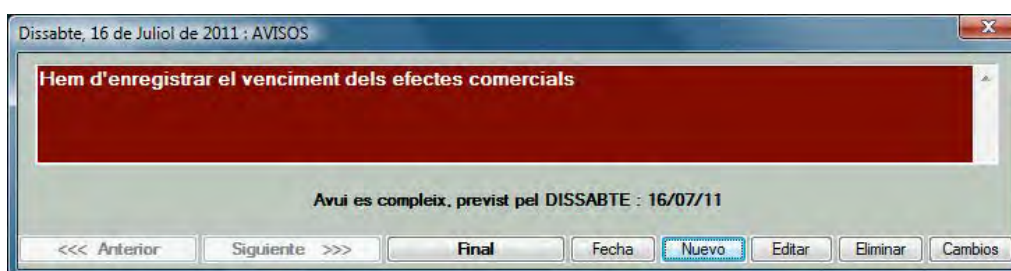 Dissabte, 16 de Juliol de 2011 : AVISOS
Hem d'enregistrar el venciment dels efectes comercials
Avui es compleix, previst pel DISSABTE : 16/07/11
<<< Anterior Siguiente >>> Final Fecha Nuevo Editar Eliminar Cambios